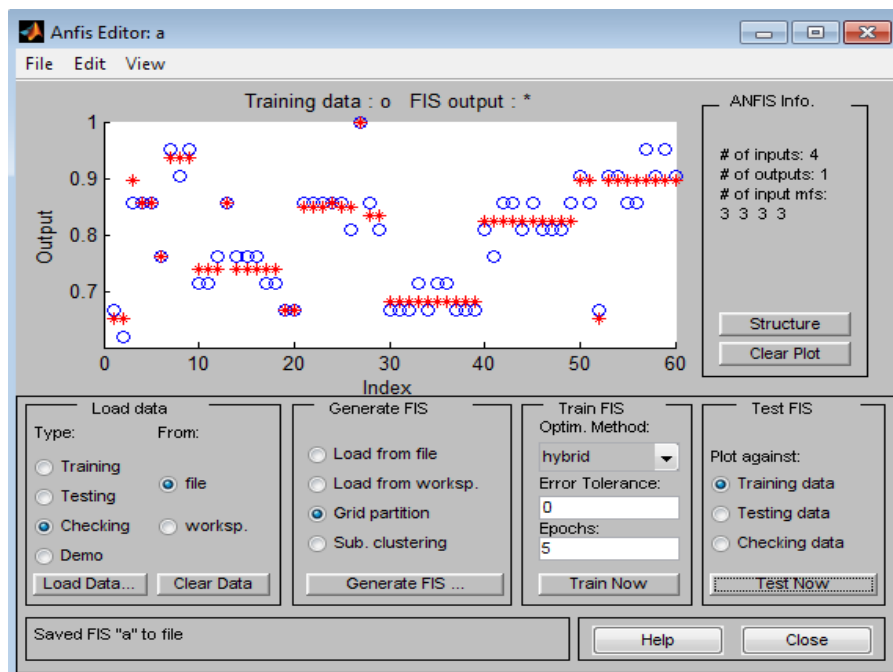 Anfis Editor: a
File Edit View
Training data : o FIS output : *
Output
1
0.9
0.8
0.7
0 10 20 30 40 50 60
Index
ANFIS Info.
# of inputs: 4
# of outputs: 1
# of input mfs:
3 3 3 3
Structure
Clear Plot
Load data
Type: From:
Training
Testing
Checking
Demo
file
worksp.
Load Data... Clear Data
Generate FIS
Load from file
Load from worksp.
Grid partition
Sub. clustering
Generate FIS ...
Train FIS
Optim. Method:
hybrid
Error Tolerance:
0
Epochs:
5
Train Now
Test FIS
Plot against:
Training data
Testing data
Checking data
Test Now
Saved FIS "a" to file
Help Close